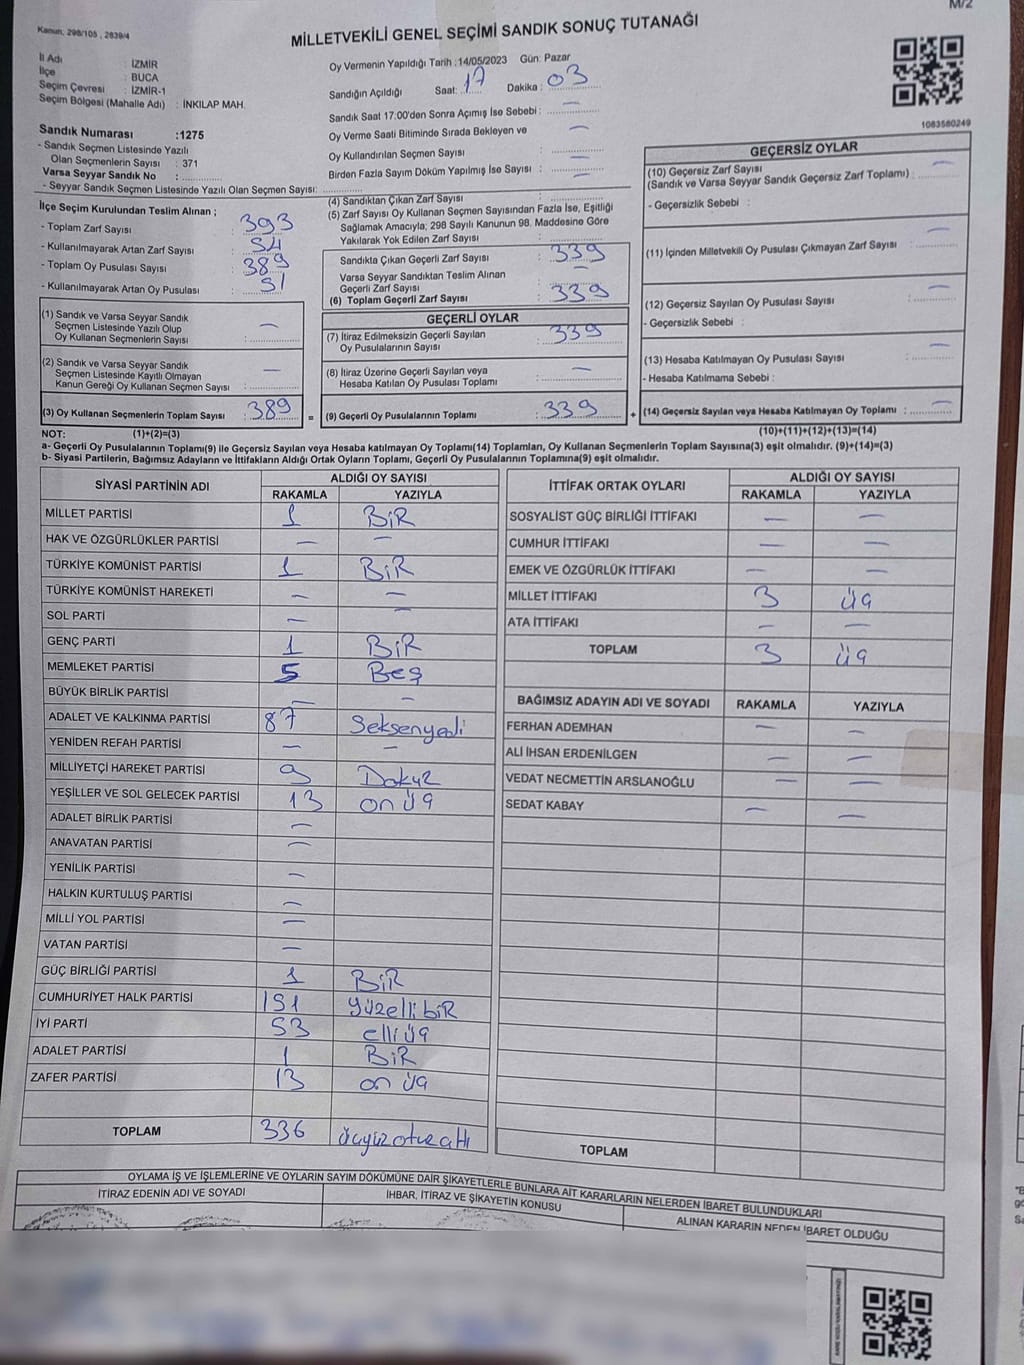 M/2
Kanun; 298/105 , 2839/4
MİLLETVEKİLİ GENEL SEÇİMİ SANDIK SONUÇ TUTANAĞI
İl Adı : İZMİR
İlçe : BUCA
Seçim Çevresi : İZMİR-1
Seçim Bölgesi (Mahalle Adı) : İNKILAP MAH.
Sandık Numarası :1275
- Sandık Seçmen Listesinde Yazılı
Olan Seçmenlerin Sayısı : 371
Varsa Seyyar Sandık No :
- Seyyar Sandık Seçmen Listesinde Yazılı Olan Seçmen Sayısı:
Oy Vermenin Yapıldığı Tarih :14/05/2023 Gün: Pazar
Sandığın Açıldığı Saat: 17 Dakika : 03
Sandık Saat 17:00'den Sonra Açımış İse Sebebi : —
Oy Verme Saati Bitiminde Sırada Bekleyen ve —
Oy Kullandırılan Seçmen Sayısı :
Birden Fazla Sayım Döküm Yapılmış İse Sayısı : —
1083580249
İlçe Seçim Kurulundan Teslim Alınan ;
- Toplam Zarf Sayısı : 393
- Kullanılmayarak Artan Zarf Sayısı : 54
- Toplam Oy Pusulası Sayısı : 389
- Kullanılmayarak Artan Oy Pusulası : 51
(1) Sandık ve Varsa Seyyar Sandık
Seçmen Listesinde Yazılı Olup
Oy Kullanan Seçmenlerin Sayısı : —
(2) Sandık ve Varsa Seyyar Sandık
Seçmen Listesinde Kayıtlı Olmayan
Kanun Gereği Oy Kullanan Seçmen Sayısı : —
(3) Oy Kullanan Seçmenlerin Toplam Sayısı : 389
(1)+(2)=(3)
(4) Sandıktan Çıkan Zarf Sayısı : —
(5) Zarf Sayısı Oy Kullanan Seçmen Sayısından Fazla İse, Eşitliği
Sağlamak Amacıyla; 298 Sayılı Kanunun 98. Maddesine Göre
Yakılarak Yok Edilen Zarf Sayısı :
Sandıkta Çıkan Geçerli Zarf Sayısı : 339
Varsa Seyyar Sandıktan Teslim Alınan
Geçerli Zarf Sayısı : —
(6) Toplam Geçerli Zarf Sayısı : 339
GEÇERLİ OYLAR
(7) İtiraz Edilmeksizin Geçerli Sayılan
Oy Pusulalarının Sayısı : 339
(8) İtiraz Üzerine Geçerli Sayılan veya
Hesaba Katılan Oy Pusulası Toplamı : —
= (9) Geçerli Oy Pusulalarının Toplamı : 339
GEÇERSİZ OYLAR
(10) Geçersiz Zarf Sayısı
(Sandık ve Varsa Seyyar Sandık Geçersiz Zarf Toplamı) : —
- Geçersizlik Sebebi :
(11) İçinden Milletvekili Oy Pusulası Çıkmayan Zarf Sayısı : —
(12) Geçersiz Sayılan Oy Pusulası Sayısı : —
- Geçersizlik Sebebi :
(13) Hesaba Katılmayan Oy Pusulası Sayısı : —
- Hesaba Katılmama Sebebi :
+ (14) Geçersiz Sayılan veya Hesaba Katılmayan Oy Toplamı : —
(10)+(11)+(12)+(13)=(14)
NOT:
a- Geçerli Oy Pusulalarının Toplamı(9) ile Geçersiz Sayılan veya Hesaba katılmayan Oy Toplamı(14) Toplamları, Oy Kullanan Seçmenlerin Toplam Sayısına(3) eşit olmalıdır. (9)+(14)=(3)
b- Siyasi Partilerin, Bağımsız Adayların ve İttifakların Aldığı Ortak Oyların Toplamı, Geçerli Oy Pusulalarının Toplamına(9) eşit olmalıdır.
SİYASİ PARTİNİN ADI ALDIĞI OY SAYISI
RAKAMLA YAZIYLA
MİLLET PARTİSİ 1 BİR
HAK VE ÖZGÜRLÜKLER PARTİSİ — —
TÜRKİYE KOMÜNİST PARTİSİ 1 BİR
TÜRKİYE KOMÜNİST HAREKETİ — —
SOL PARTİ — —
GENÇ PARTİ 1 BİR
MEMLEKET PARTİSİ 5 Beş
BÜYÜK BİRLİK PARTİSİ — —
ADALET VE KALKINMA PARTİSİ 87 Seksenyedi
YENİDEN REFAH PARTİSİ — —
MİLLİYETÇİ HAREKET PARTİSİ 9 Dokuz
YEŞİLLER VE SOL GELECEK PARTİSİ 13 on üç
ADALET BİRLİK PARTİSİ —
ANAVATAN PARTİSİ —
YENİLİK PARTİSİ —
HALKIN KURTULUŞ PARTİSİ —
MİLLİ YOL PARTİSİ —
VATAN PARTİSİ —
GÜÇ BİRLİĞİ PARTİSİ 1 BİR
CUMHURİYET HALK PARTİSİ 151 yüzellibiR
İYİ PARTİ 53 elliüç
ADALET PARTİSİ 1 BİR
ZAFER PARTİSİ 13 on üç
TOPLAM 336 üçyüzotuzaltı
İTTİFAK ORTAK OYLARI ALDIĞI OY SAYISI
RAKAMLA YAZIYLA
SOSYALİST GÜÇ BİRLİĞİ İTTİFAKI — —
CUMHUR İTTİFAKI — —
EMEK VE ÖZGÜRLÜK İTTİFAKI — —
MİLLET İTTİFAKI 3 üç
ATA İTTİFAKI — —
TOPLAM 3 üç
BAĞIMSIZ ADAYIN ADI VE SOYADI RAKAMLA YAZIYLA
FERHAN ADEMHAN — —
ALİ İHSAN ERDENİLGEN — —
VEDAT NECMETTİN ARSLANOĞLU — —
SEDAT KABAY — —
TOPLAM
OYLAMA İŞ VE İŞLEMLERİNE VE OYLARIN SAYIM DÖKÜMÜNE DAİR ŞİKAYETLERLE BUNLARA AİT KARARLARIN NELERDEN İBARET BULUNDUKLARI
İTİRAZ EDENİN ADI VE SOYADI İHBAR, İTİRAZ VE ŞİKAYETİN KONUSU ALINAN KARARIN NEDEN İBARET OLDUĞU